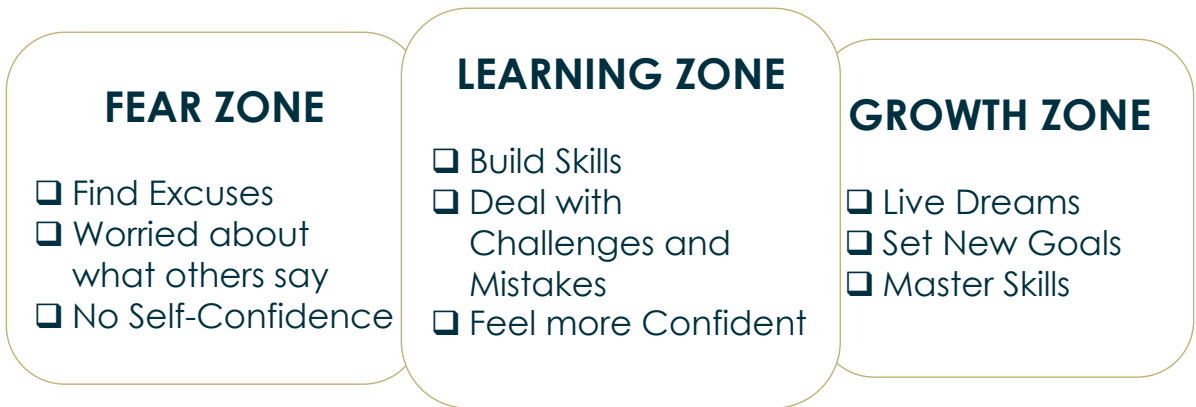 FEAR ZONE
❑ Find Excuses
❑ Worried about
what others say
❑ No Self-Confidence
LEARNING ZONE
❑ Build Skills
❑ Deal with
Challenges and
Mistakes
❑ Feel more Confident
GROWTH ZONE
❑ Live Dreams
❑ Set New Goals
❑ Master Skills